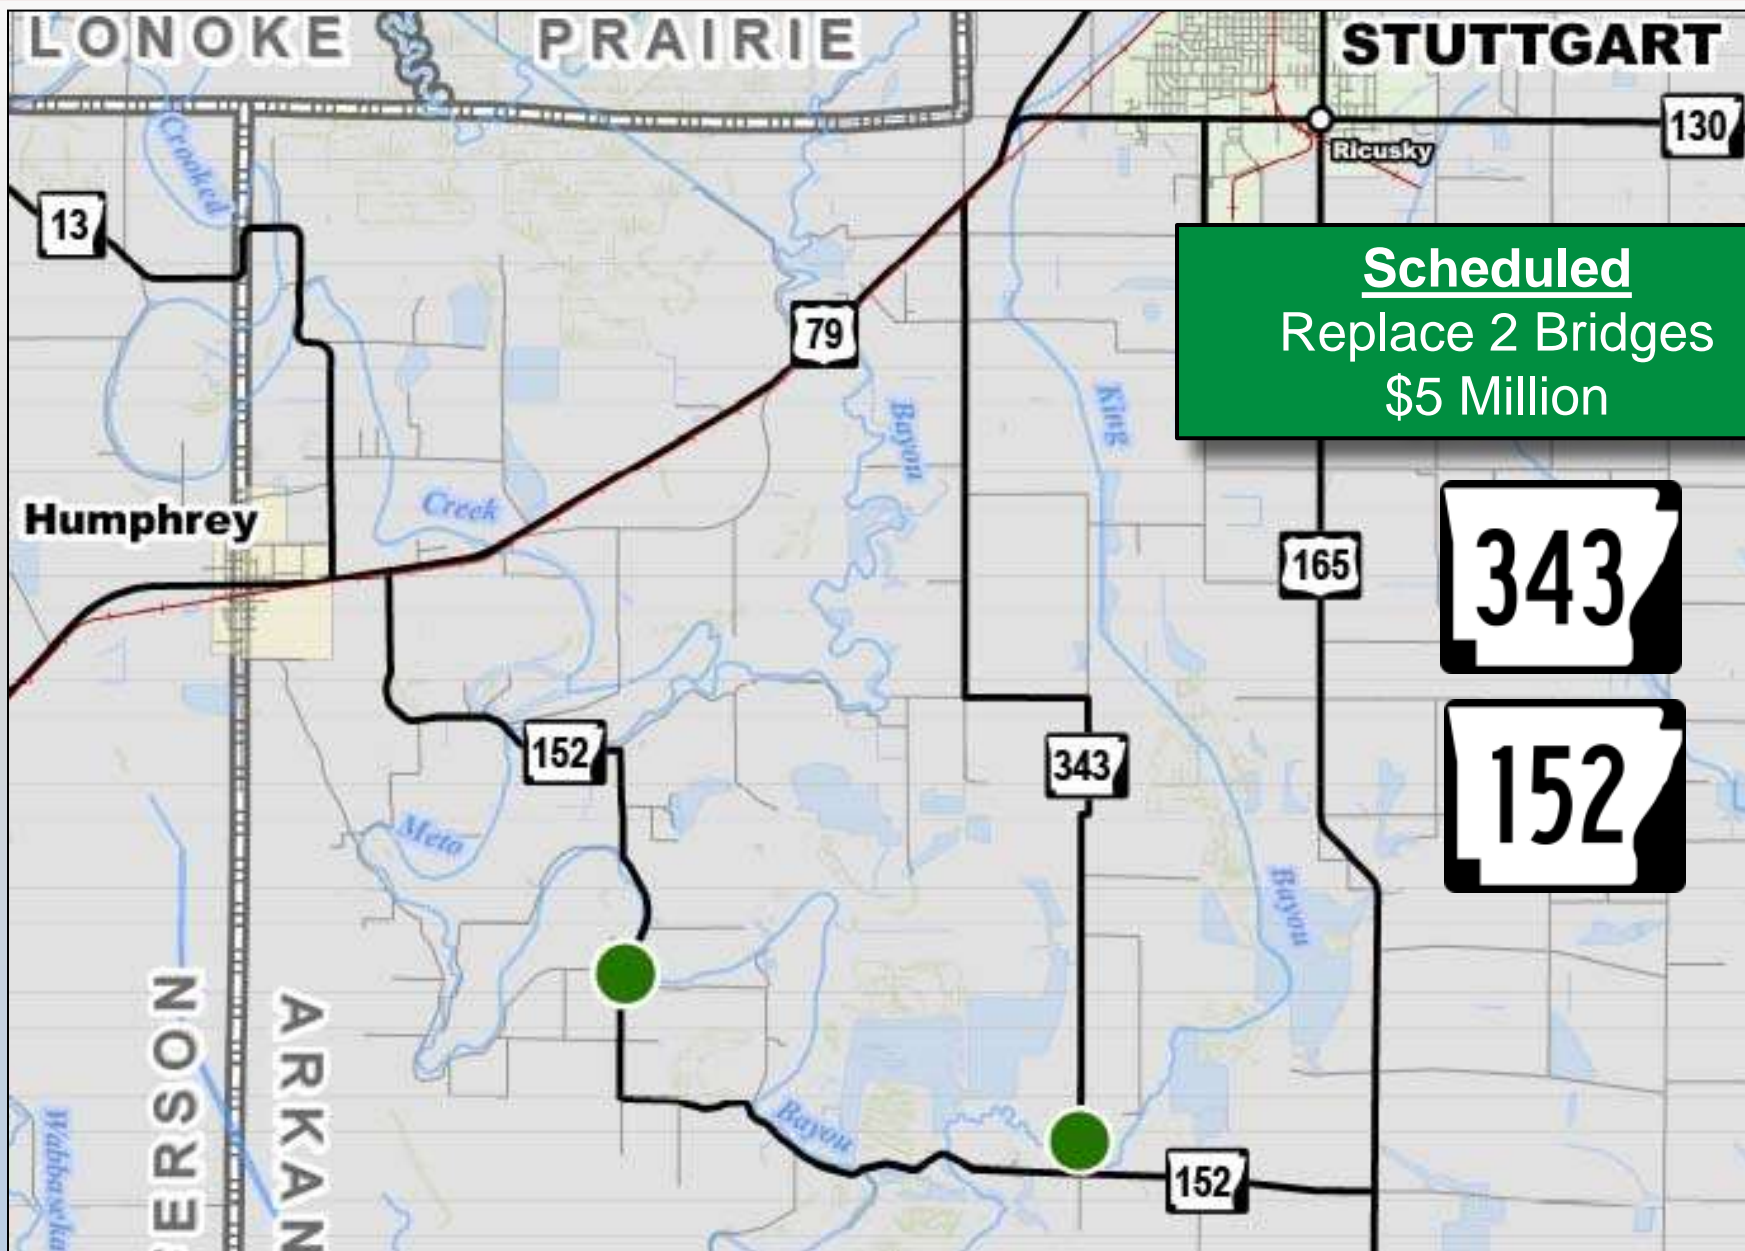 LONOKE
PRAIRIE
STUTTGART
130
Ricusky
Crooked
13
Scheduled
Replace 2 Bridges
$5 Million
79
King
Bayou
Creek
Humphrey
165
343
152
152
343
Meto
Bayou
ERSON
ARKAN
Bayou
152
Wabbaseka